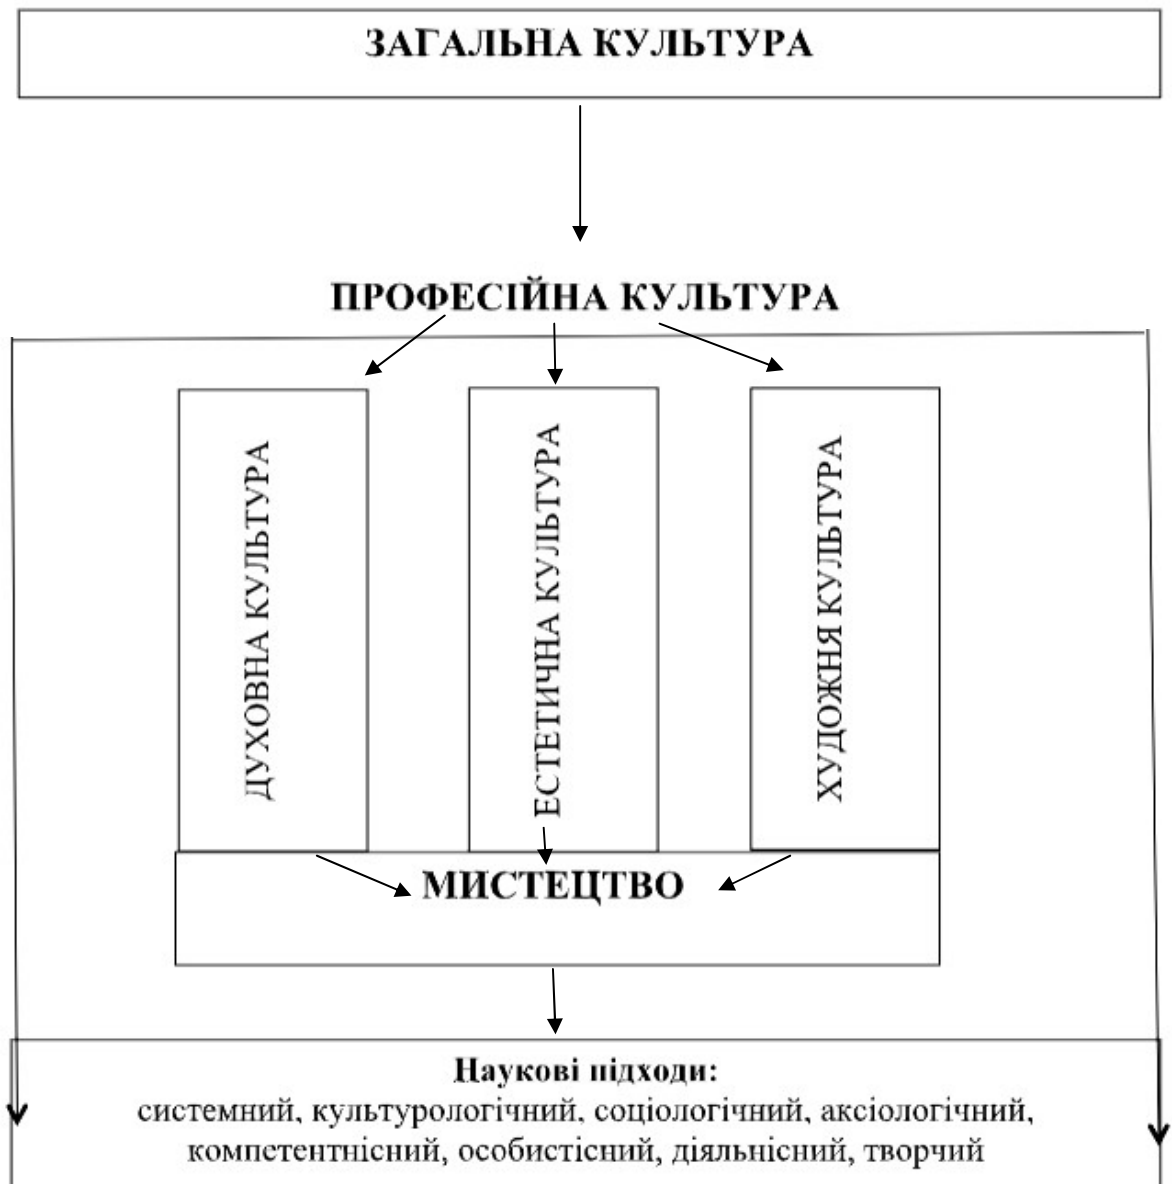 ЗАГАЛЬНА КУЛЬТУРА
ПРОФЕСІЙНА КУЛЬТУРА
ДУХОВНА КУЛЬТУРА
ЕСТЕТИЧНА КУЛЬТУРА
ХУДОЖНЯ КУЛЬТУРА
МИСТЕЦТВО
Наукові підходи:
системний, культурологічний, соціологічний, аксіологічний,
компетентнісний, особистісний, діяльнісний, творчий